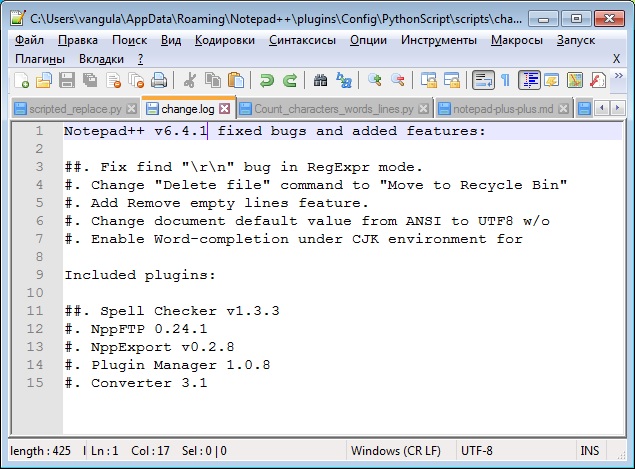 C:\Users\vangula\AppData\Roaming\Notepad++\plugins\Config\PythonScript\scripts\cha...
Файл Правка Поиск Вид Кодировки Синтаксисы Опции Инструменты Макросы Запуск
Плагины Вкладки ? X
scripted_replace.py change.log Count_characters_words_lines.py notepad-plus-plus.md
1 Notepad++ v6.4.1 fixed bugs and added features:
2
3 ##. Fix find "\r\n" bug in RegExpr mode.
4 #. Change "Delete file" command to "Move to Recycle Bin"
5 #. Add Remove empty lines feature.
6 #. Change document default value from ANSI to UTF8 w/o
7 #. Enable Word-completion under CJK environment for
8
9 Included plugins:
10
11 ##. Spell Checker v1.3.3
12 #. NppFTP 0.24.1
13 #. NppExport v0.2.8
14 #. Plugin Manager 1.0.8
15 #. Converter 3.1
length : 425 l Ln : 1 Col : 17 Sel : 0 | 0 Windows (CR LF) UTF-8 INS